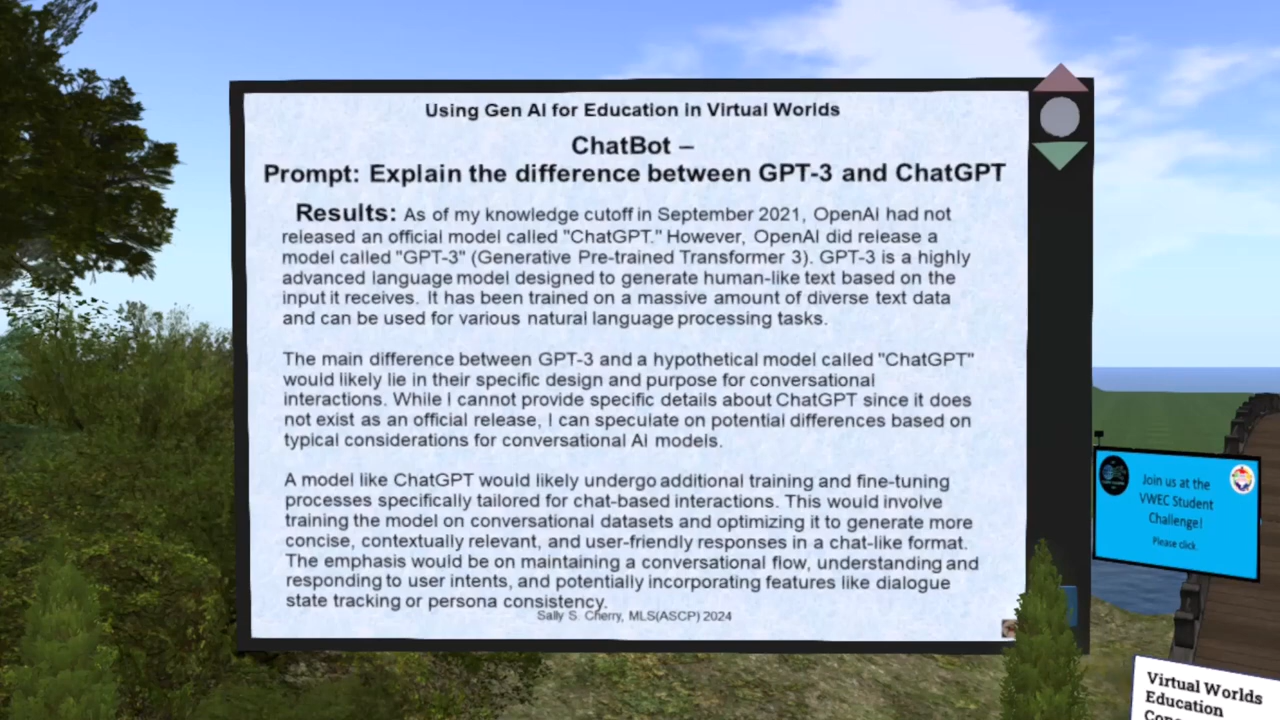 Using Gen AI for Education in Virtual Worlds
ChatBot –
Prompt: Explain the difference between GPT-3 and ChatGPT
Results: As of my knowledge cutoff in September 2021, OpenAI had not
released an official model called "ChatGPT." However, OpenAI did release a
model called "GPT-3" (Generative Pre-trained Transformer 3). GPT-3 is a highly
advanced language model designed to generate human-like text based on the
input it receives. It has been trained on a massive amount of diverse text data
and can be used for various natural language processing tasks.
The main difference between GPT-3 and a hypothetical model called "ChatGPT"
would likely lie in their specific design and purpose for conversational
interactions. While I cannot provide specific details about ChatGPT since it does
not exist as an official release, I can speculate on potential differences based on
typical considerations for conversational AI models.
A model like ChatGPT would likely undergo additional training and fine-tuning
processes specifically tailored for chat-based interactions. This would involve
training the model on conversational datasets and optimizing it to generate more
concise, contextually relevant, and user-friendly responses in a chat-like format.
The emphasis would be on maintaining a conversational flow, understanding and
responding to user intents, and potentially incorporating features like dialogue
state tracking or persona consistency.
Sally S. Cherry, MLS(ASCP) 2024
Join us at the
VWEC Student
Challenge!
Please click.
Virtual Worlds
Education